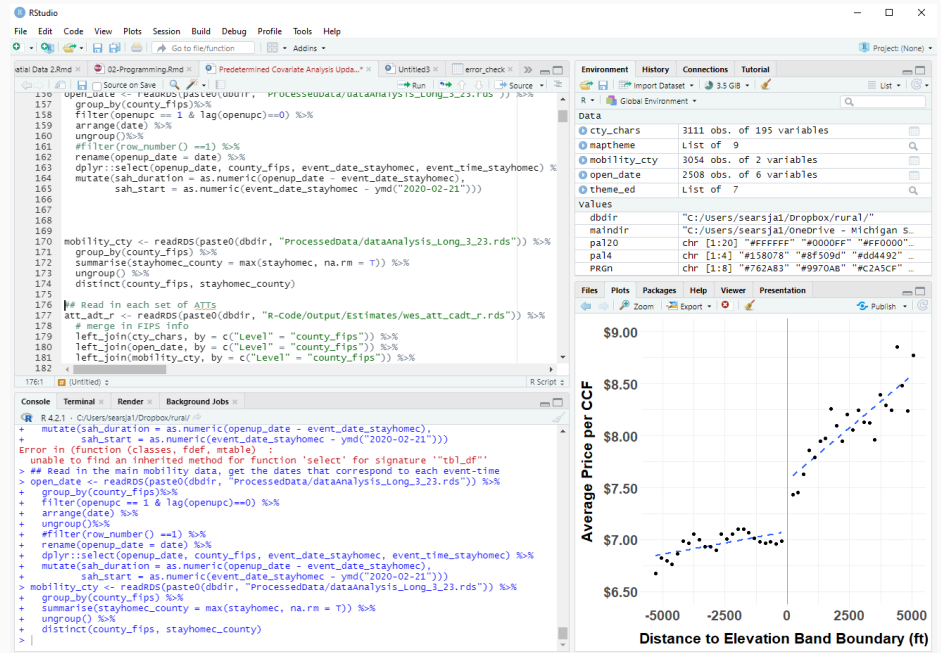 RStudio
File Edit Code View Plots Session Build Debug Profile Tools Help
Go to file/function
Addins
Project: (None)
atial Data 2.Rmd
02-Programming.Rmd
Predetermined Covariate Analysis Upda...*
Untitled3
error_check
Source on Save
Run
Source
156 open_date <- readRDS(paste0(dbdir, "ProcessedData/dataAnalysis_Long_3_23.rds")) %>%
157 group_by(county_fips)%>%
158 filter(openupc == 1 & lag(openupc)==0) %>%
159 arrange(date) %>%
160 ungroup()%>%
161 #filter(row_number() ==1) %>%
162 rename(openup_date = date) %>%
163 dplyr::select(openup_date, county_fips, event_date_stayhomec, event_time_stayhomec) %
164 mutate(sah_duration = as.numeric(openup_date - event_date_stayhomec),
165 sah_start = as.numeric(event_date_stayhomec - ymd("2020-02-21")))
166
167
168
169
170 mobility_cty <- readRDS(paste0(dbdir, "ProcessedData/dataAnalysis_Long_3_23.rds")) %>%
171 group_by(county_fips) %>%
172 summarise(stayhomec_county = max(stayhomec, na.rm = T)) %>%
173 ungroup() %>%
174 distinct(county_fips, stayhomec_county)
175
176 ## Read in each set of ATTs
177 att_adt_r <- readRDS(paste0(dbdir, "R-Code/Output/Estimates/wes_att_cadt_r.rds")) %>%
178 # merge in FIPS info
179 left_join(cty_chars, by = c("Level" = "county_fips")) %>%
180 left_join(open_date, by = c("Level" = "county_fips")) %>%
181 left_join(mobility_cty, by = c("Level" = "county_fips")) %>%
182
176:1 (Untitled) R Script
Console Terminal Render Background Jobs
R 4.2.1 · C:/Users/searsja1/Dropbox/rural/
+ mutate(sah_duration = as.numeric(openup_date - event_date_stayhomec),
+ sah_start = as.numeric(event_date_stayhomec - ymd("2020-02-21")))
Error in (function (classes, fdef, mtable) :
unable to find an inherited method for function 'select' for signature '"tbl_df"'
> ## Read in the main mobility data, get the dates that correspond to each event-time
> open_date <- readRDS(paste0(dbdir, "ProcessedData/dataAnalysis_Long_3_23.rds")) %>%
+ group_by(county_fips)%>%
+ filter(openupc == 1 & lag(openupc)==0) %>%
+ arrange(date) %>%
+ ungroup()%>%
+ #filter(row_number() ==1) %>%
+ rename(openup_date = date) %>%
+ dplyr::select(openup_date, county_fips, event_date_stayhomec, event_time_stayhomec) %>%
+ mutate(sah_duration = as.numeric(openup_date - event_date_stayhomec),
+ sah_start = as.numeric(event_date_stayhomec - ymd("2020-02-21")))
> mobility_cty <- readRDS(paste0(dbdir, "ProcessedData/dataAnalysis_Long_3_23.rds")) %>%
+ group_by(county_fips) %>%
+ summarise(stayhomec_county = max(stayhomec, na.rm = T)) %>%
+ ungroup() %>%
+ distinct(county_fips, stayhomec_county)
>
Environment History Connections Tutorial
Import Dataset 3.5 GiB List
R Global Environment
Data
cty_chars 3111 obs. of 195 variables
maptheme List of 9
mobility_cty 3054 obs. of 2 variables
open_date 2508 obs. of 6 variables
theme_ed List of 7
values
dbdir "C:/Users/searsja1/Dropbox/rural/"
maindir "C:/Users/searsja1/OneDrive - Michigan S…
pal20 chr [1:20] "#FFFFFF" "#0000FF" "#FF0000"…
pal4 chr [1:4] "#158078" "#8f509d" "#dd4492" …
PRGn chr [1:8] "#762A83" "#9970AB" "#C2A5CF" …
Files Plots Packages Help Viewer Presentation
Zoom Export Publish
$9.00
$8.50
$8.00
$7.50
$7.00
$6.50
Average Price per CCF
-5000 -2500 0 2500 5000
Distance to Elevation Band Boundary (ft)